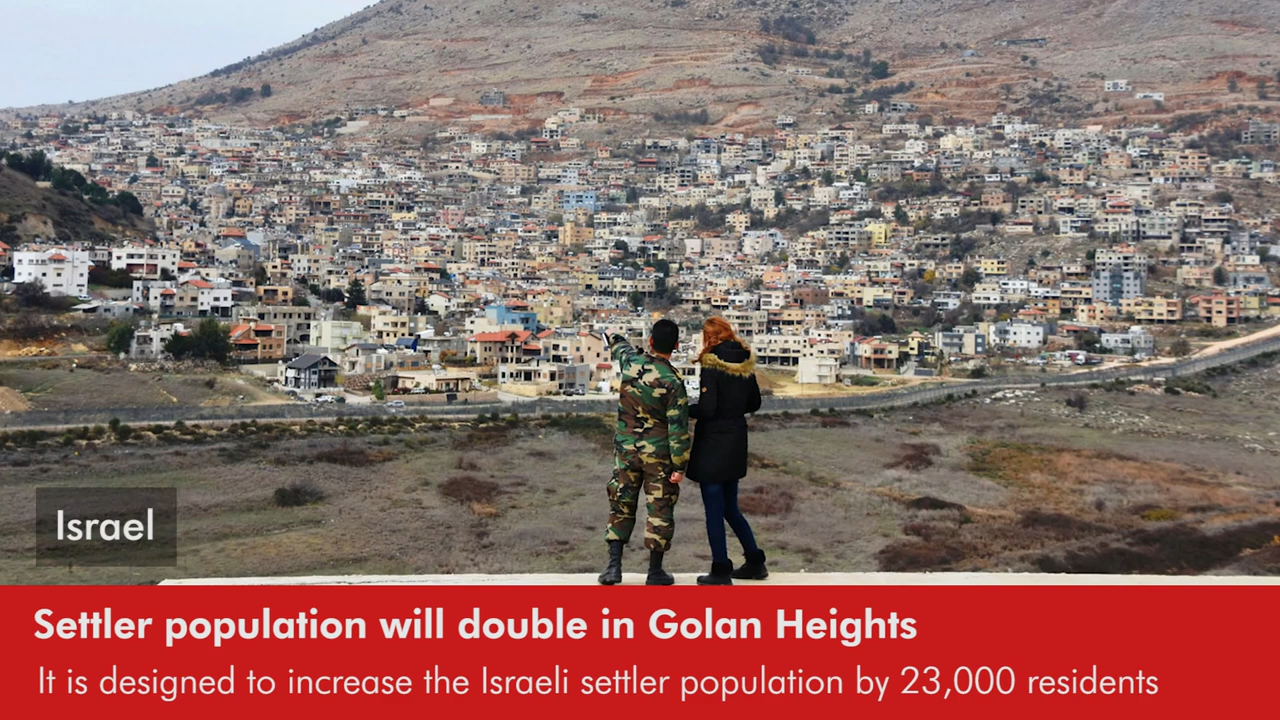 Israel
Settler population will double in Golan Heights
It is designed to increase the Israeli settler population by 23,000 residents